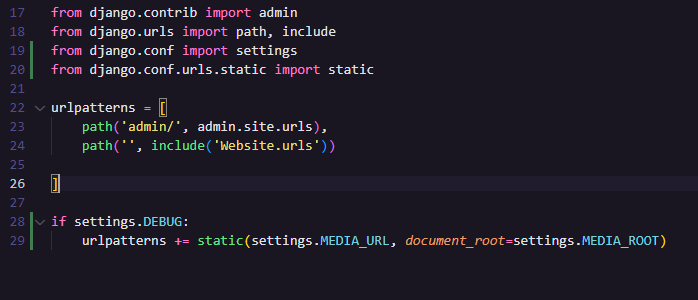 17 from django.contrib import admin
18 from django.urls import path, include
19 from django.conf import settings
20 from django.conf.urls.static import static
21
22 urlpatterns = [
23     path('admin/', admin.site.urls),
24     path('', include('Website.urls'))
25
26 ]
27
28 if settings.DEBUG:
29     urlpatterns += static(settings.MEDIA_URL, document_root=settings.MEDIA_ROOT)